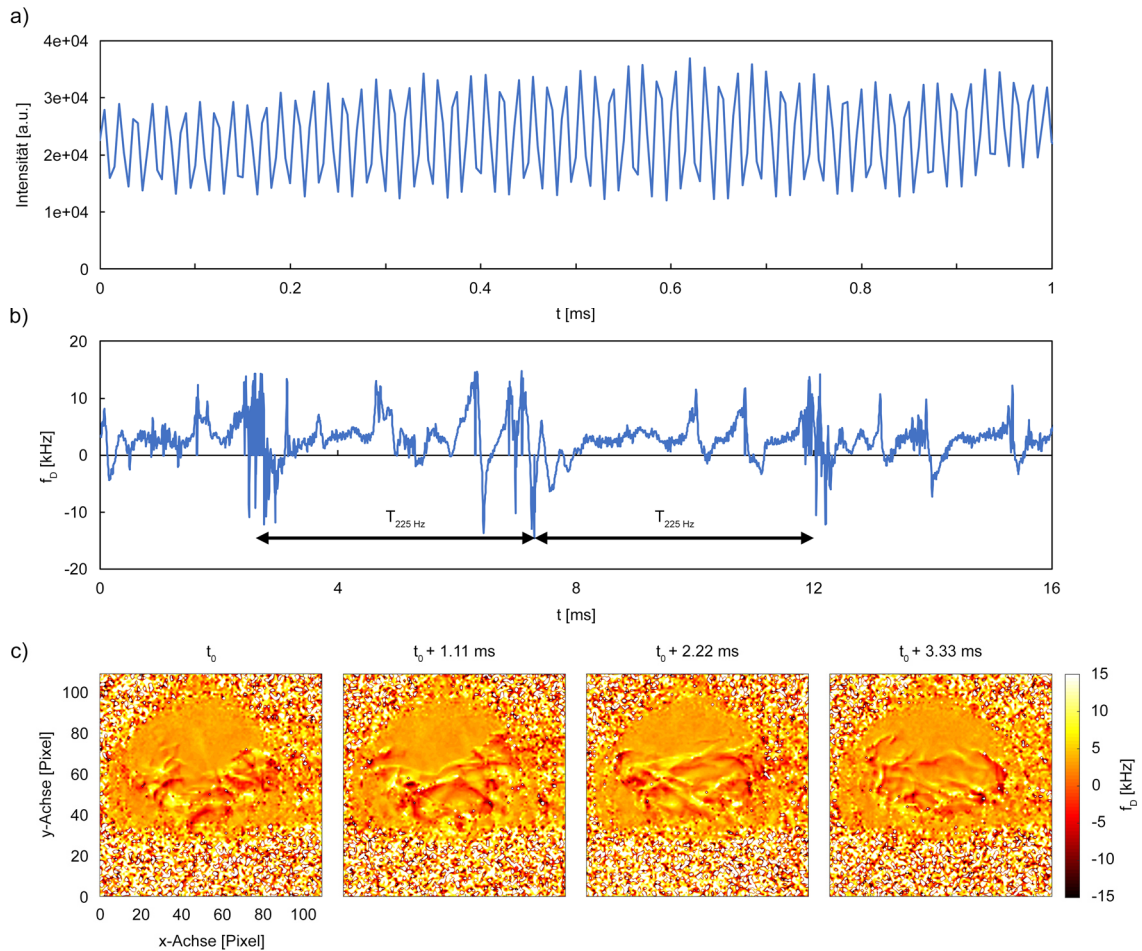 a)
4e+04
3e+04
2e+04
1e+04
0
Intensität [a.u.]
0 0.2 0.4 0.6 0.8 1
t [ms]
b)
20
10
0
-10
-20
f_D [kHz]
T_225 Hz T_225 Hz
0 4 8 12 16
t [ms]
c)
t_0 t_0 + 1.11 ms t_0 + 2.22 ms t_0 + 3.33 ms
100
80
60
40
20
0
y-Achse [Pixel]
0 20 40 60 80 100
x-Achse [Pixel]
15
10
5
0
-5
-10
-15
f_D [kHz]